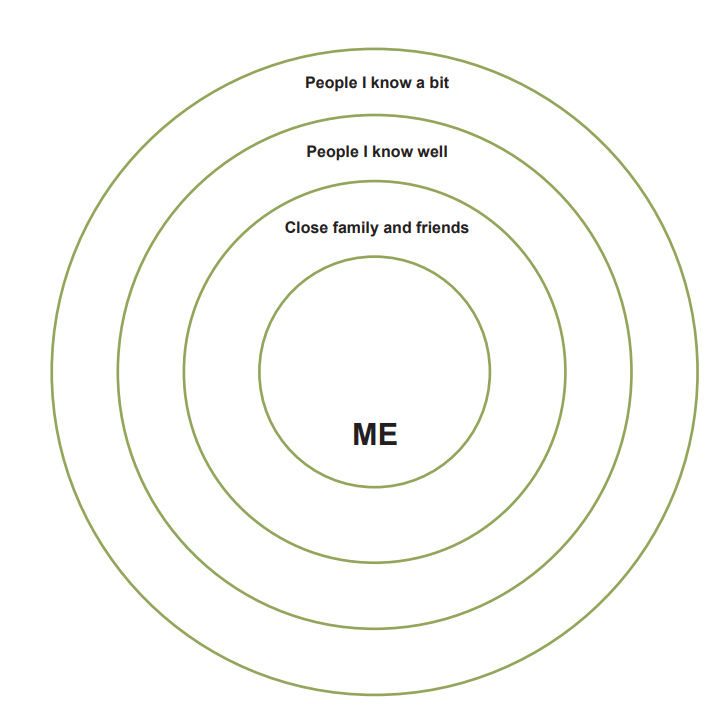 People I know a bit
People I know well
Close family and friends
ME